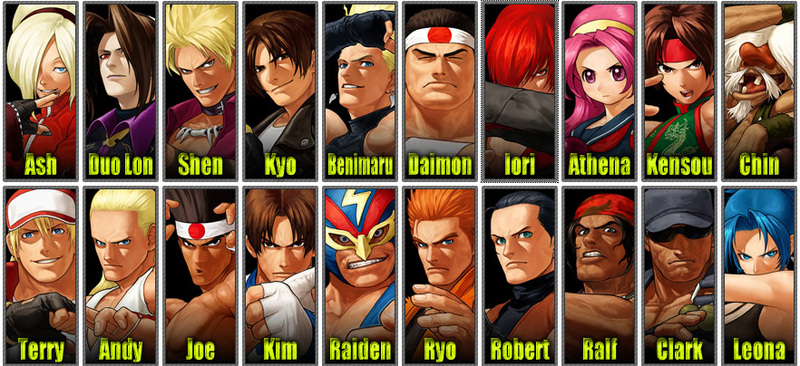 Ash Duo Lon Shen Kyo Benimaru Daimon Iori Athena Kensou Chin
Terry Andy Joe Kim Raiden Ryo Robert Ralf Clark Leona